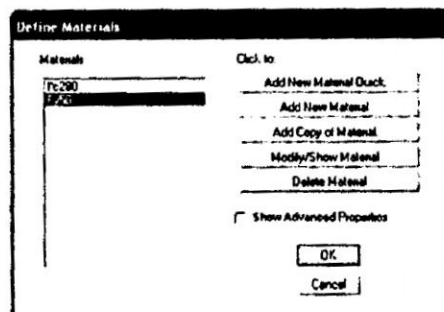 Define Materials
Materials
Click to:
Add New Material Quick.
Add New Material
Add Copy of Material
Modify/Show Material
Delete Material
Show Advanced Properties
OK
Cancel